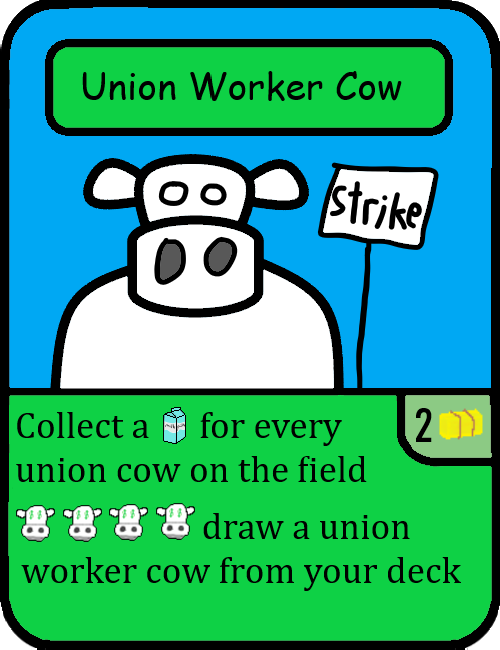 Union Worker Cow
strike
2
Collect a for every
union cow on the field
draw a union
worker cow from your deck